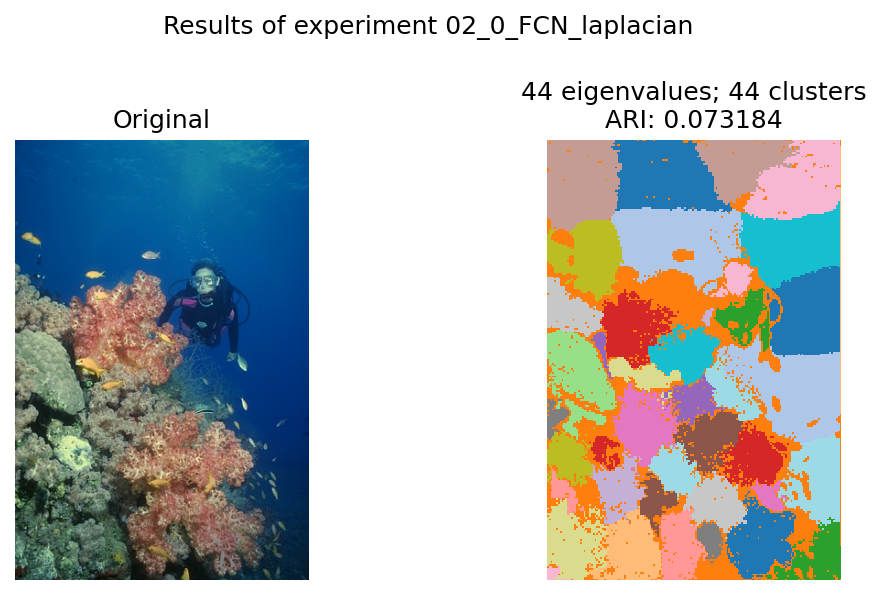 Results of experiment 02_0_FCN_laplacian
Original
44 eigenvalues; 44 clusters
ARI: 0.073184